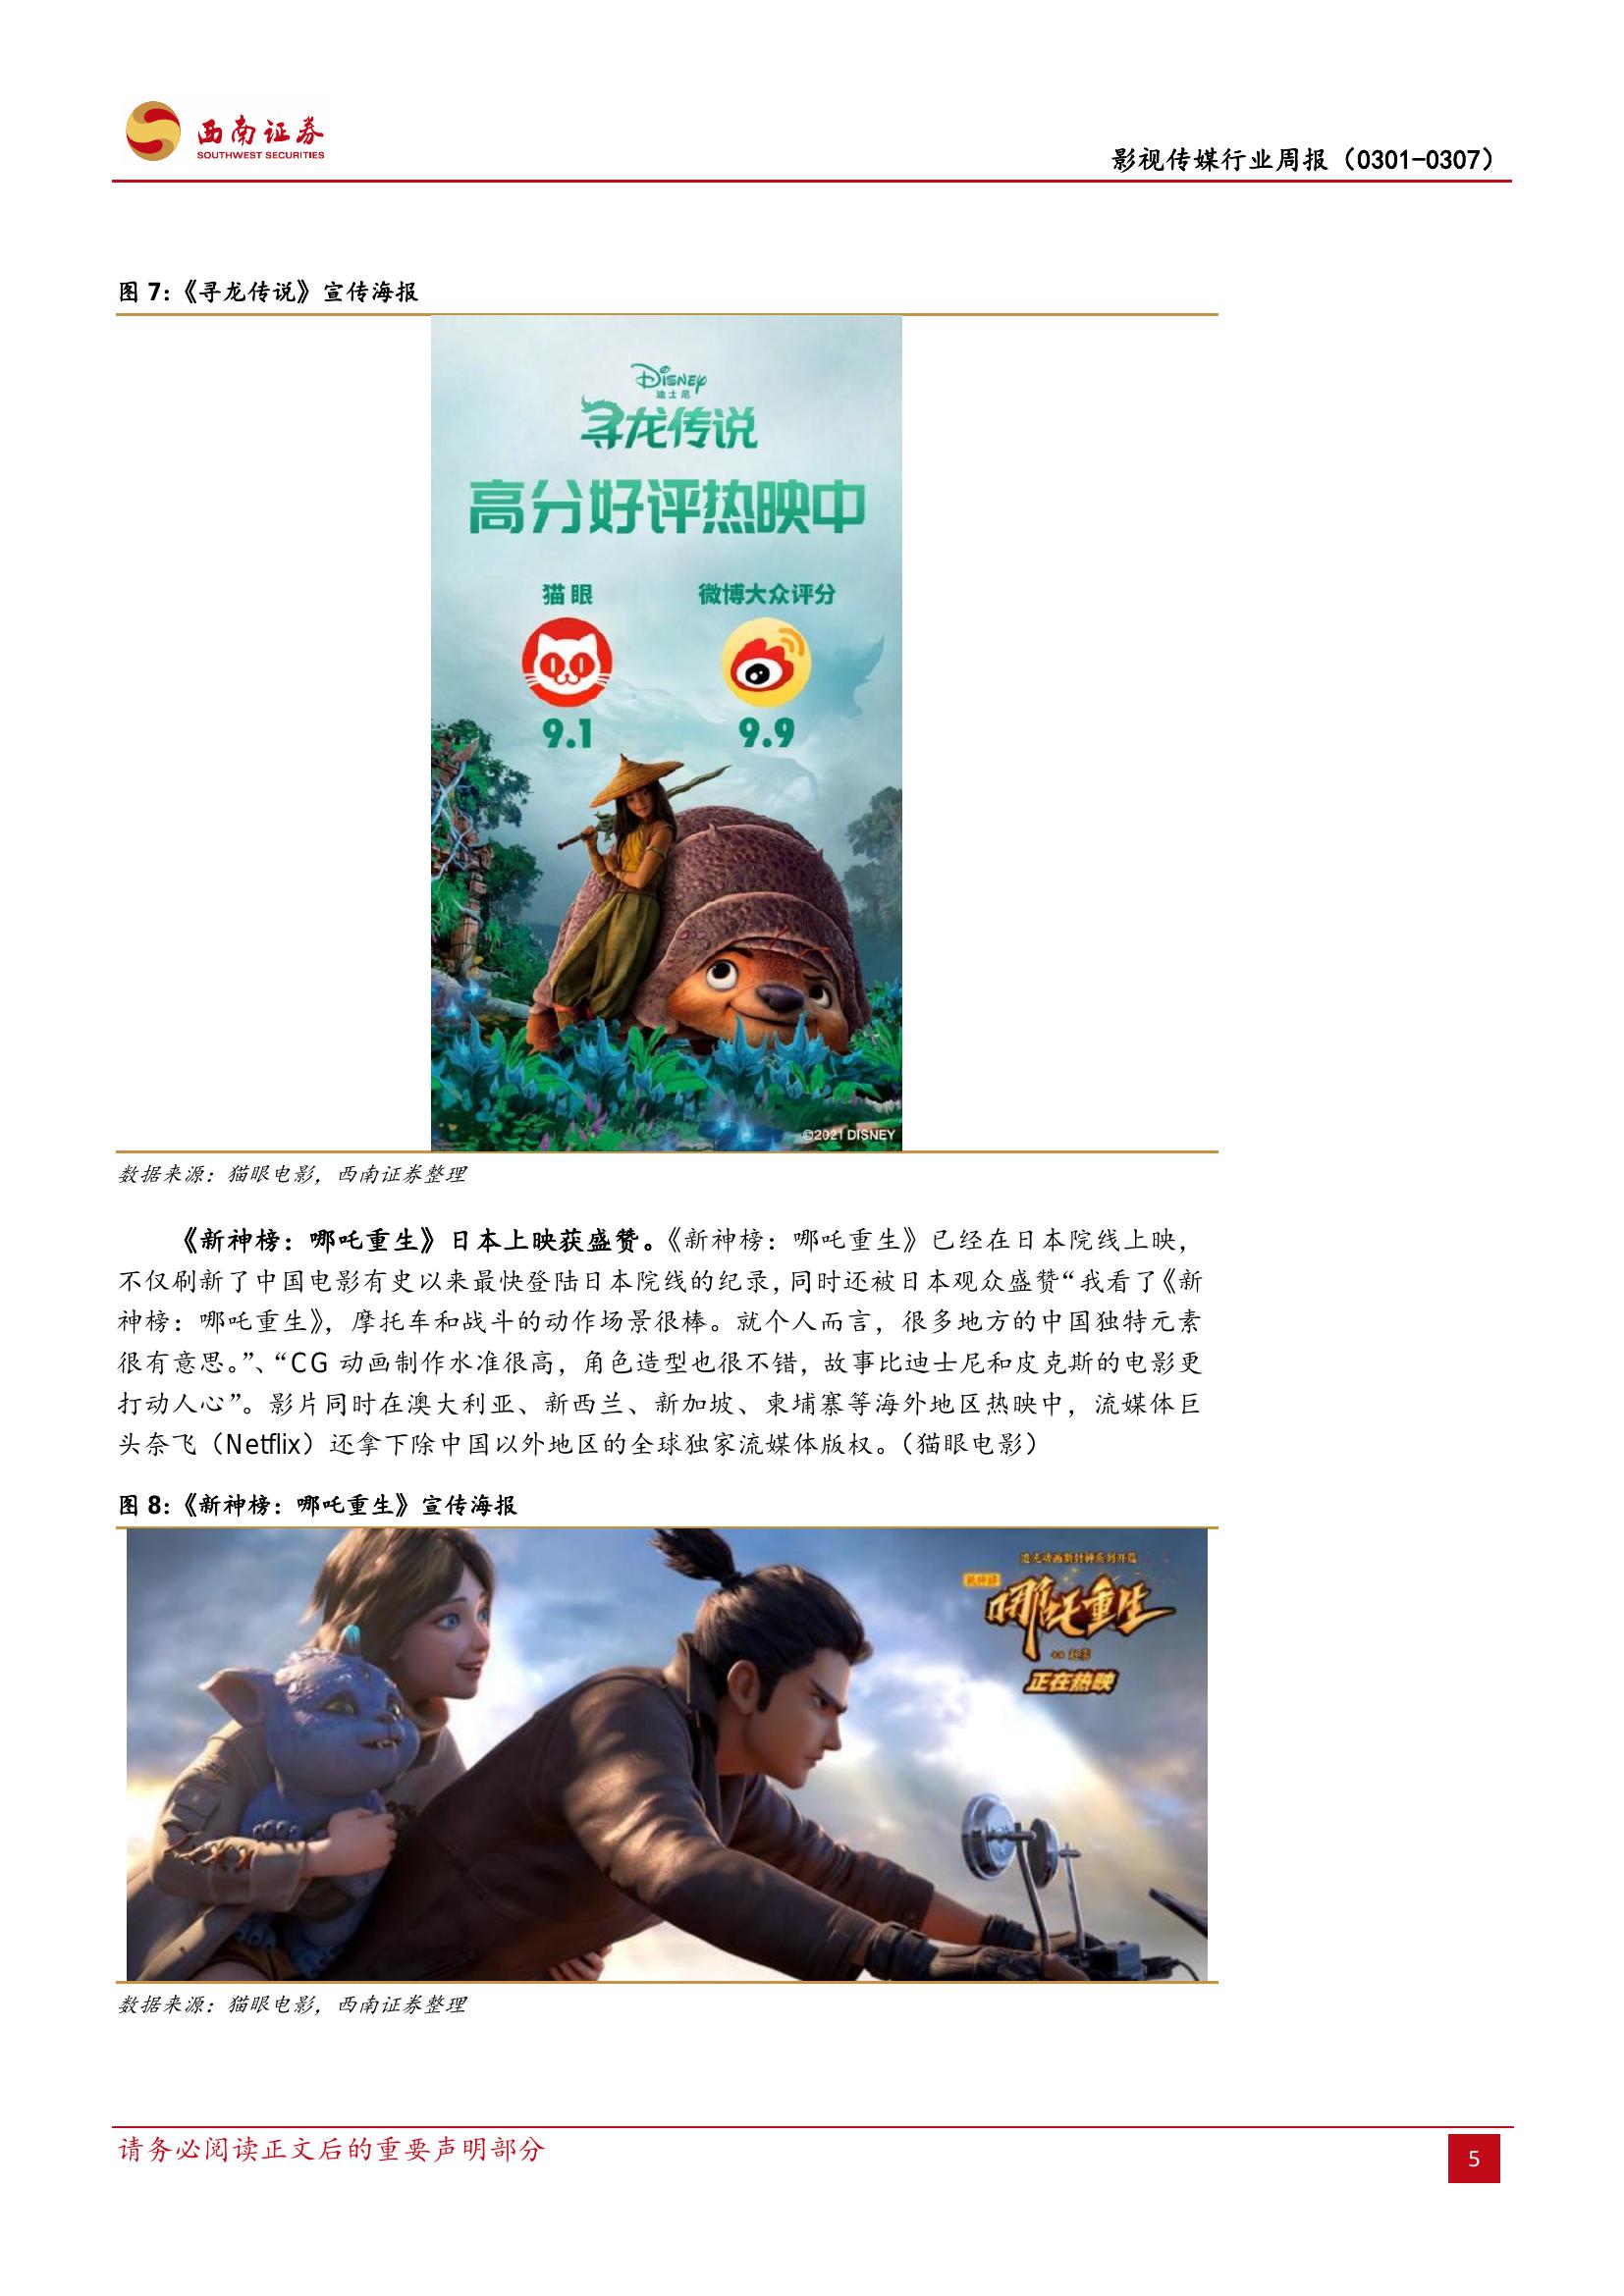 西南证券
SOUTHWEST SECURITIES
影视传媒行业周报（0301-0307）
图 7：《寻龙传说》宣传海报
DISNEY
迪士尼
寻龙传说
高分好评热映中
猫眼 微博大众评分
9.1 9.9
©2021 DISNEY
数据来源：猫眼电影，西南证券整理
《新神榜：哪吒重生》日本上映获盛赞。《新神榜：哪吒重生》已经在日本院线上映，
不仅刷新了中国电影有史以来最快登陆日本院线的纪录，同时还被日本观众盛赞“我看了《新
神榜：哪吒重生》，摩托车和战斗的动作场景很棒。就个人而言，很多地方的中国独特元素
很有意思。”、“CG 动画制作水准很高，角色造型也很不错，故事比迪士尼和皮克斯的电影更
打动人心”。影片同时在澳大利亚、新西兰、新加坡、柬埔寨等海外地区热映中，流媒体巨
头奈飞（Netflix）还拿下除中国以外地区的全球独家流媒体版权。（猫眼电影）
图 8：《新神榜：哪吒重生》宣传海报
追光动画新封神系列开篇
新神榜
哪吒重生
正在热映
数据来源：猫眼电影，西南证券整理
请务必阅读正文后的重要声明部分
5